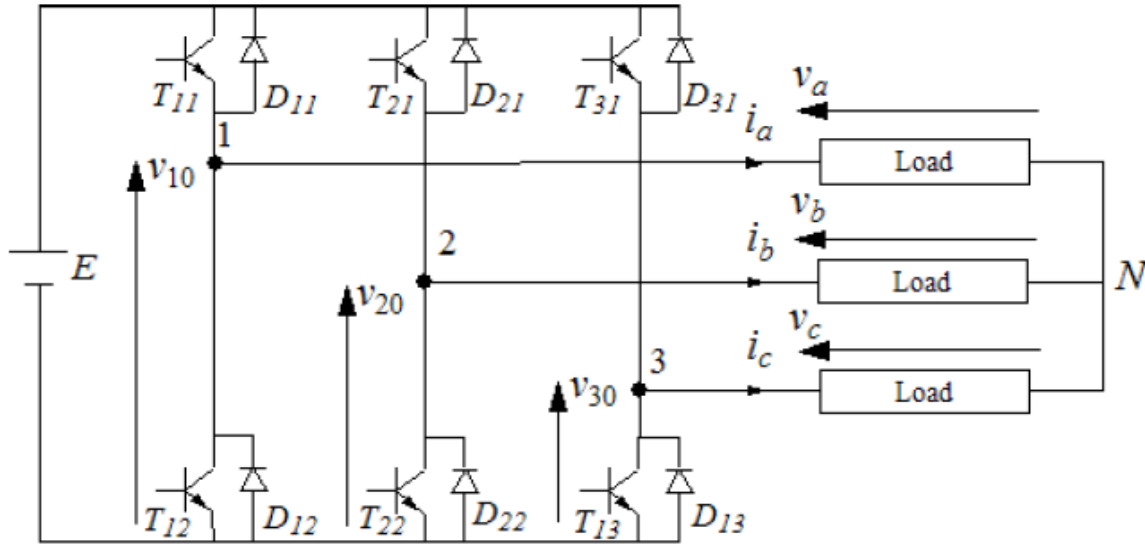 T11 D11 T21 D21 T31 D31
va
ia
1
v10
Load
vb
ib
2
E
v20
Load
N
vc
ic
3
v30
Load
T12 D12 T22 D22 T13 D13